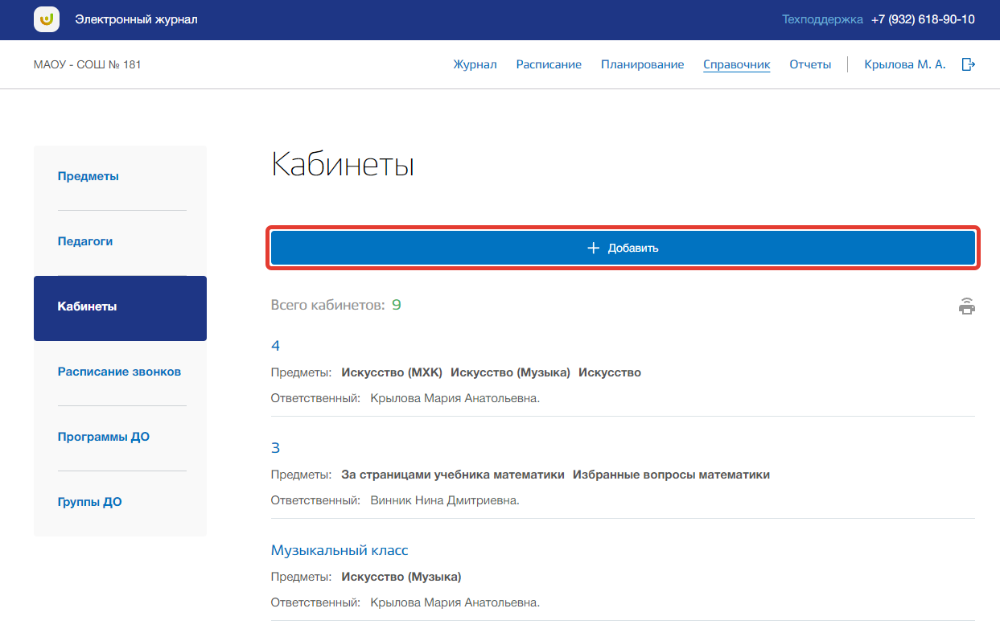 Электронный журнал
Техподдержка +7 (932) 618-90-10
МАОУ - СОШ № 181
Журнал Расписание Планирование Справочник Отчеты Крылова М. А.
Предметы
Педагоги
Кабинеты
Расписание звонков
Программы ДО
Группы ДО
Кабинеты
+ Добавить
Всего кабинетов: 9
4
Предметы: Искусство (МХК) Искусство (Музыка) Искусство
Ответственный: Крылова Мария Анатольевна.
3
Предметы: За страницами учебника математики Избранные вопросы математики
Ответственный: Винник Нина Дмитриевна.
Музыкальный класс
Предметы: Искусство (Музыка)
Ответственный: Крылова Мария Анатольевна.